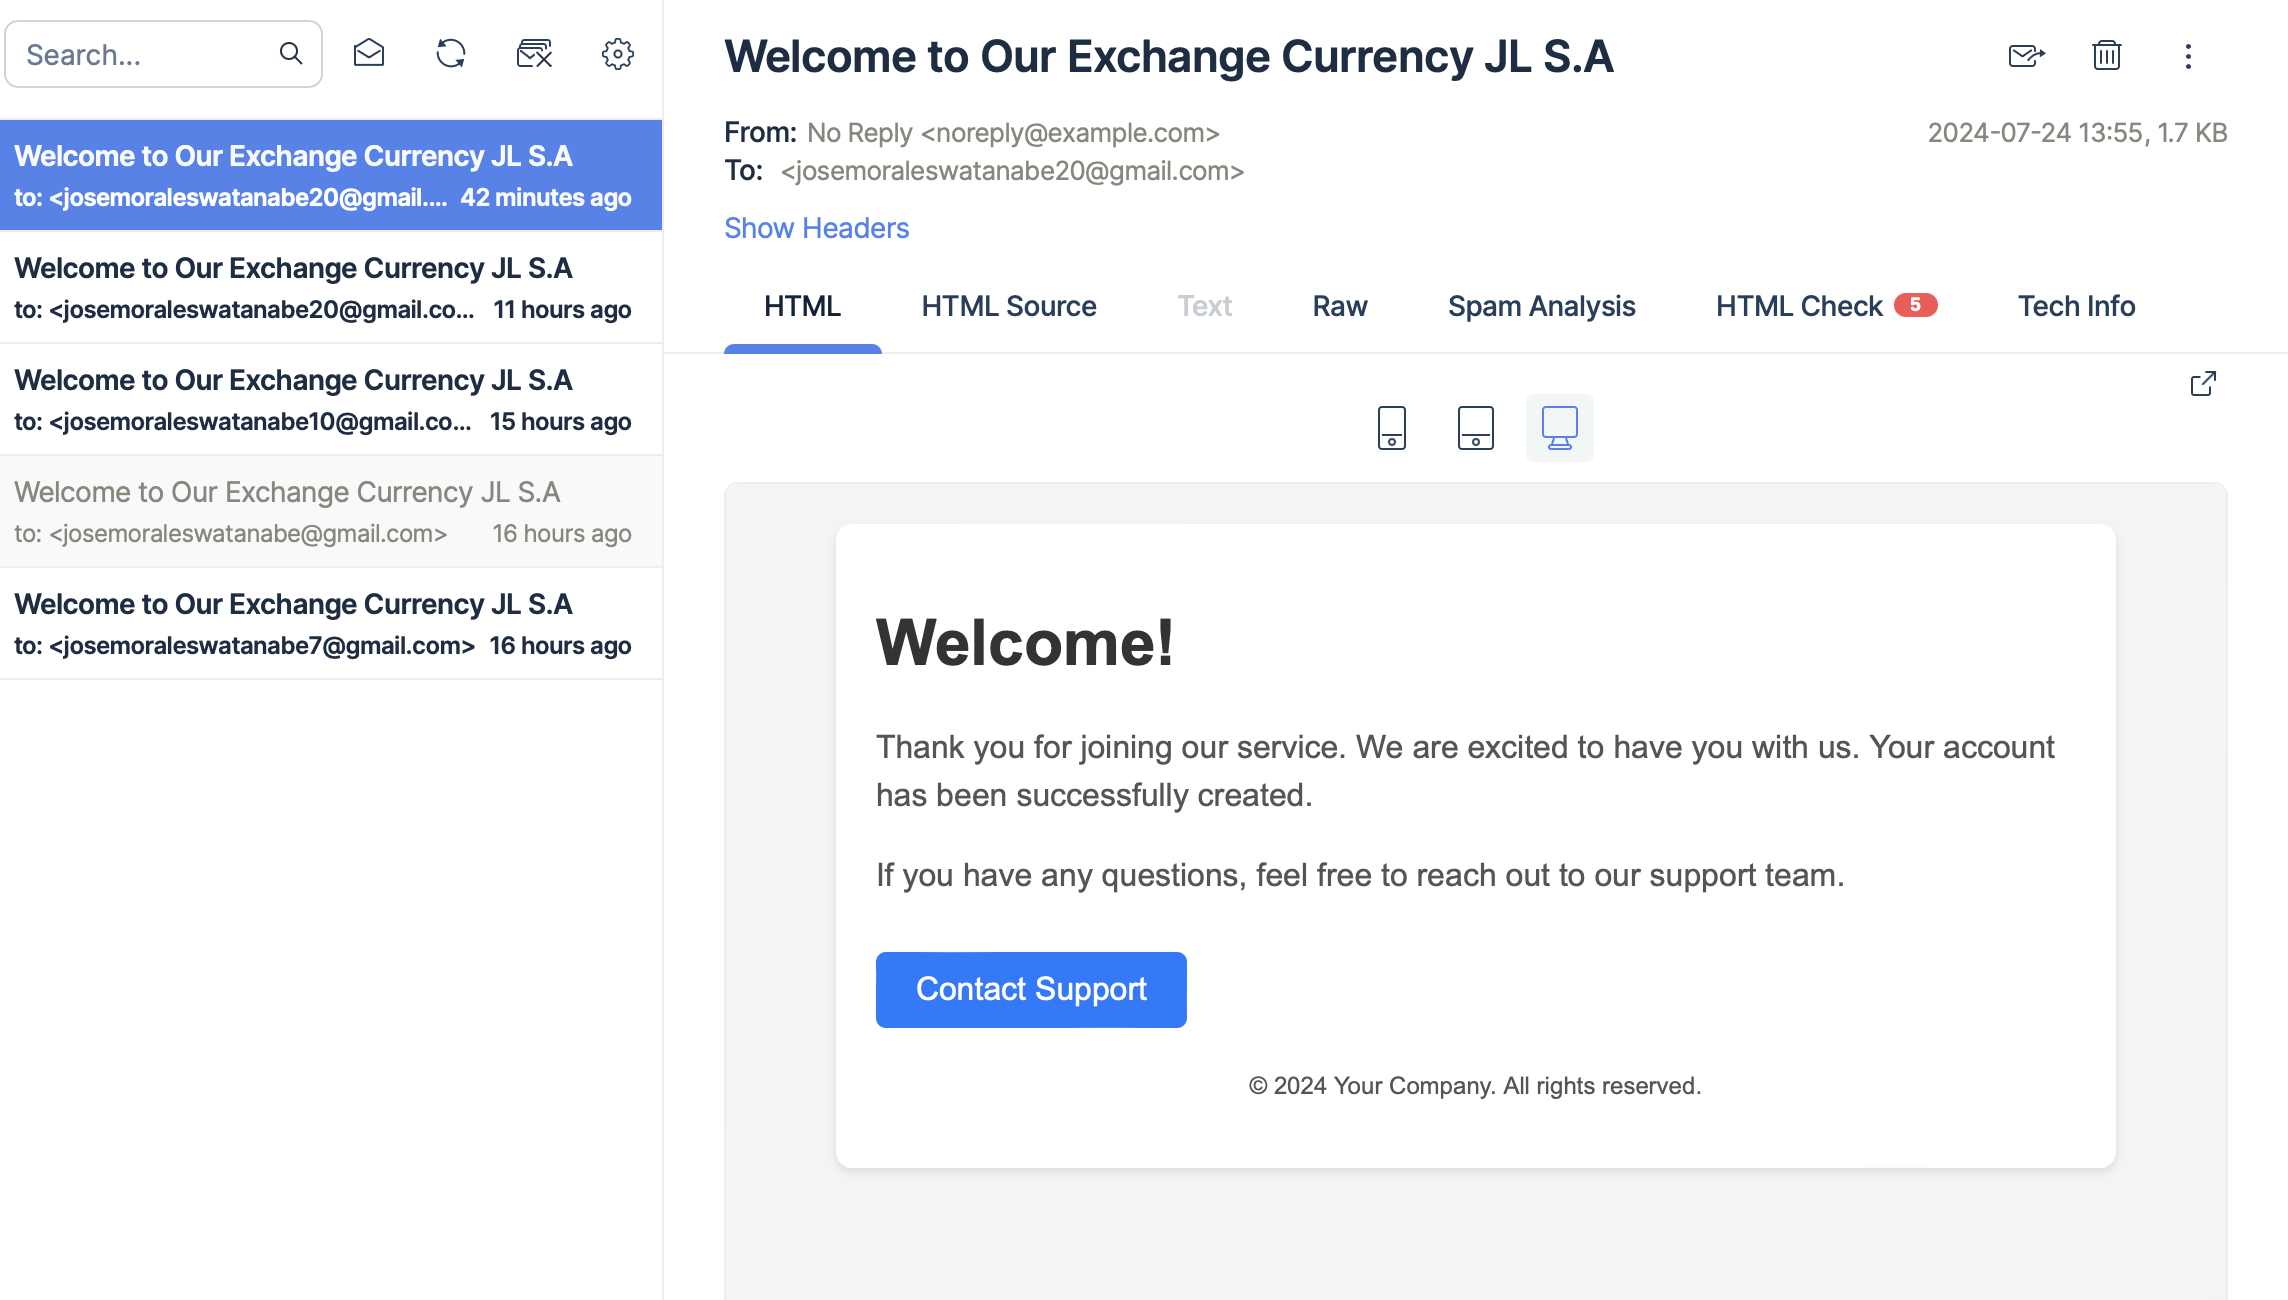 Search...
Welcome to Our Exchange Currency JL S.A
to: <josemoraleswatanabe20@gmail.... 42 minutes ago
Welcome to Our Exchange Currency JL S.A
to: <josemoraleswatanabe20@gmail.co... 11 hours ago
Welcome to Our Exchange Currency JL S.A
to: <josemoraleswatanabe10@gmail.co... 15 hours ago
Welcome to Our Exchange Currency JL S.A
to: <josemoraleswatanabe@gmail.com> 16 hours ago
Welcome to Our Exchange Currency JL S.A
to: <josemoraleswatanabe7@gmail.com> 16 hours ago
Welcome to Our Exchange Currency JL S.A
From: No Reply <noreply@example.com> 2024-07-24 13:55, 1.7 KB
To: <josemoraleswatanabe20@gmail.com>
Show Headers
HTML HTML Source Text Raw Spam Analysis HTML Check 5 Tech Info
Welcome!
Thank you for joining our service. We are excited to have you with us. Your account
has been successfully created.
If you have any questions, feel free to reach out to our support team.
Contact Support
© 2024 Your Company. All rights reserved.